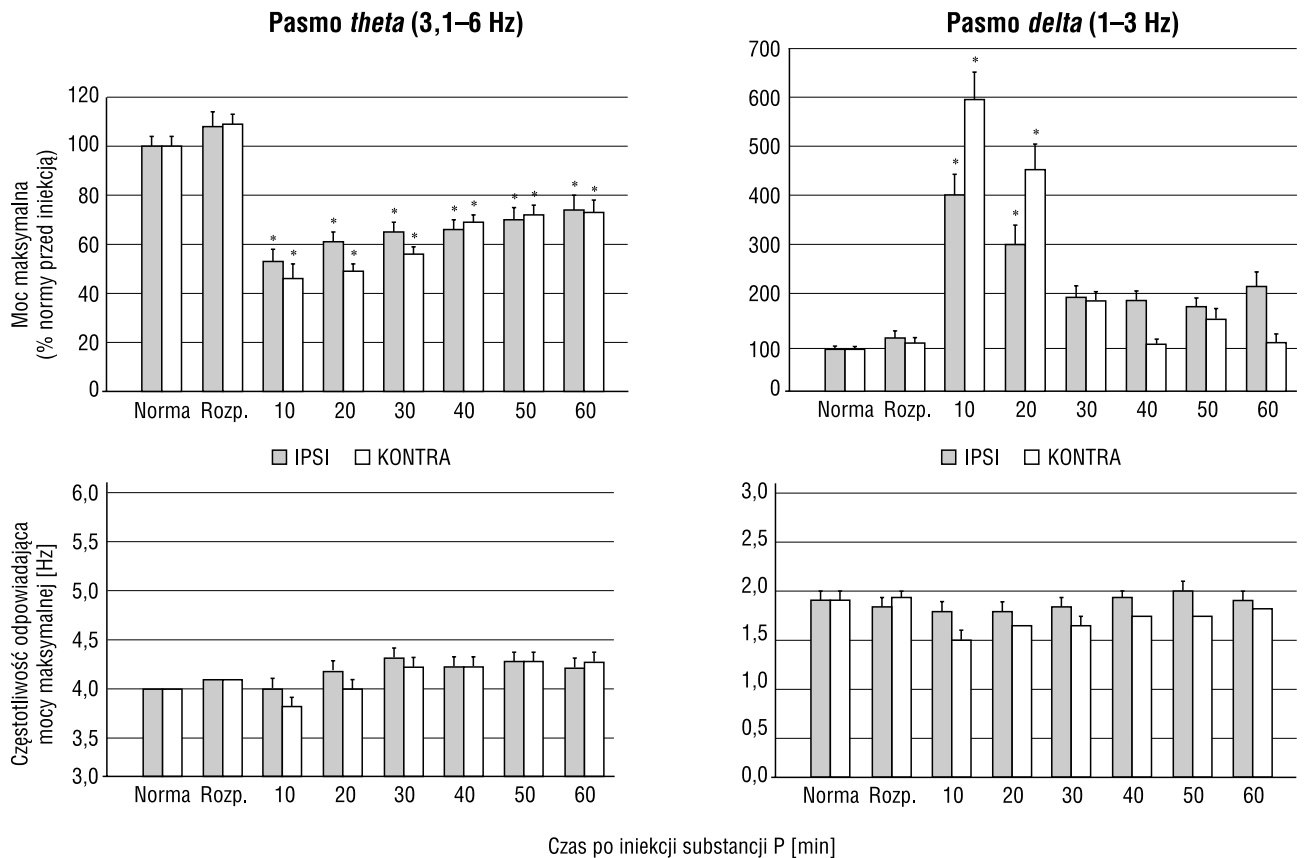 Pasmo theta (3,1–6 Hz)
Moc maksymalna
(% normy przed iniekcją)
120
100
80
60
40
20
0
* * * * * * * * * * * *
Norma Rozp. 10 20 30 40 50 60
IPSI KONTRA
Pasmo delta (1–3 Hz)
700
600
500
400
300
200
100
0
* * * *
Norma Rozp. 10 20 30 40 50 60
IPSI KONTRA
Częstotliwość odpowiadająca
mocy maksymalnej [Hz]
6,0
5,5
5,0
4,5
4,0
3,5
3,0
Norma Rozp. 10 20 30 40 50 60
3,0
2,5
2,0
1,5
1,0
0,5
0,0
Norma Rozp. 10 20 30 40 50 60
Czas po iniekcji substancji P [min]